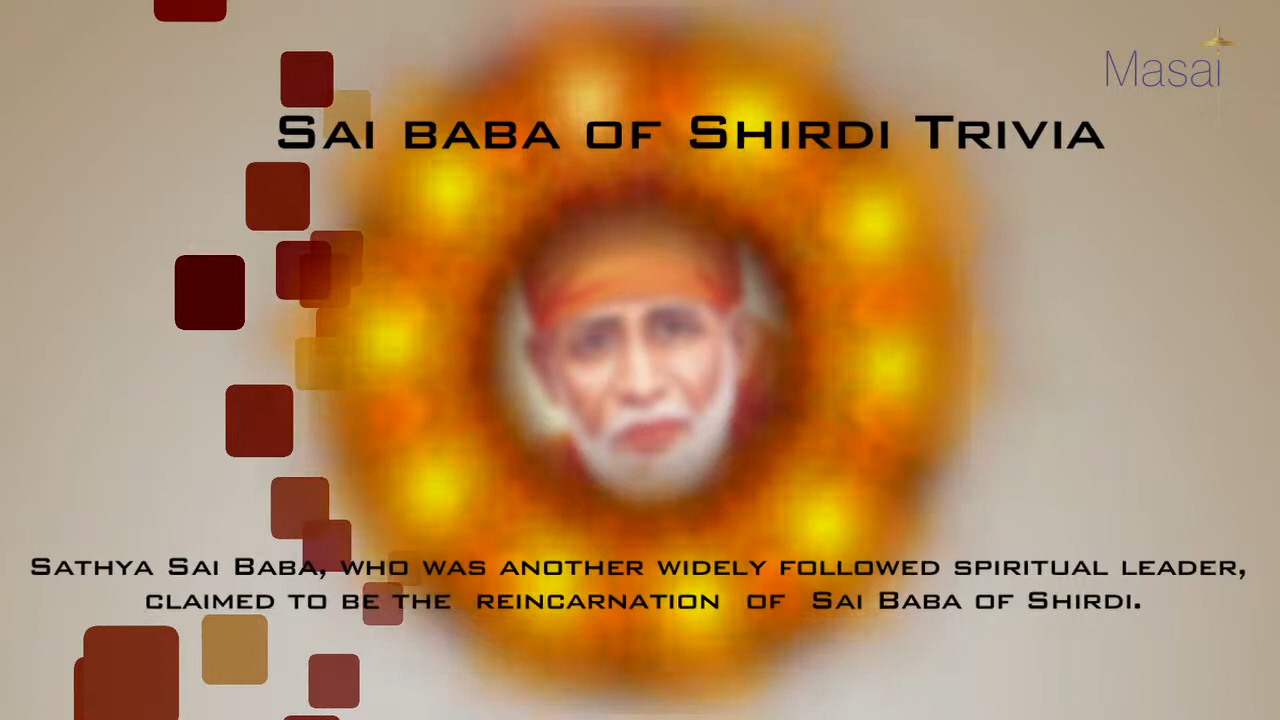 Masai
Sai baba of Shirdi Trivia
Sathya Sai Baba, who was another widely followed spiritual leader,
claimed to be the reincarnation of Sai Baba of Shirdi.